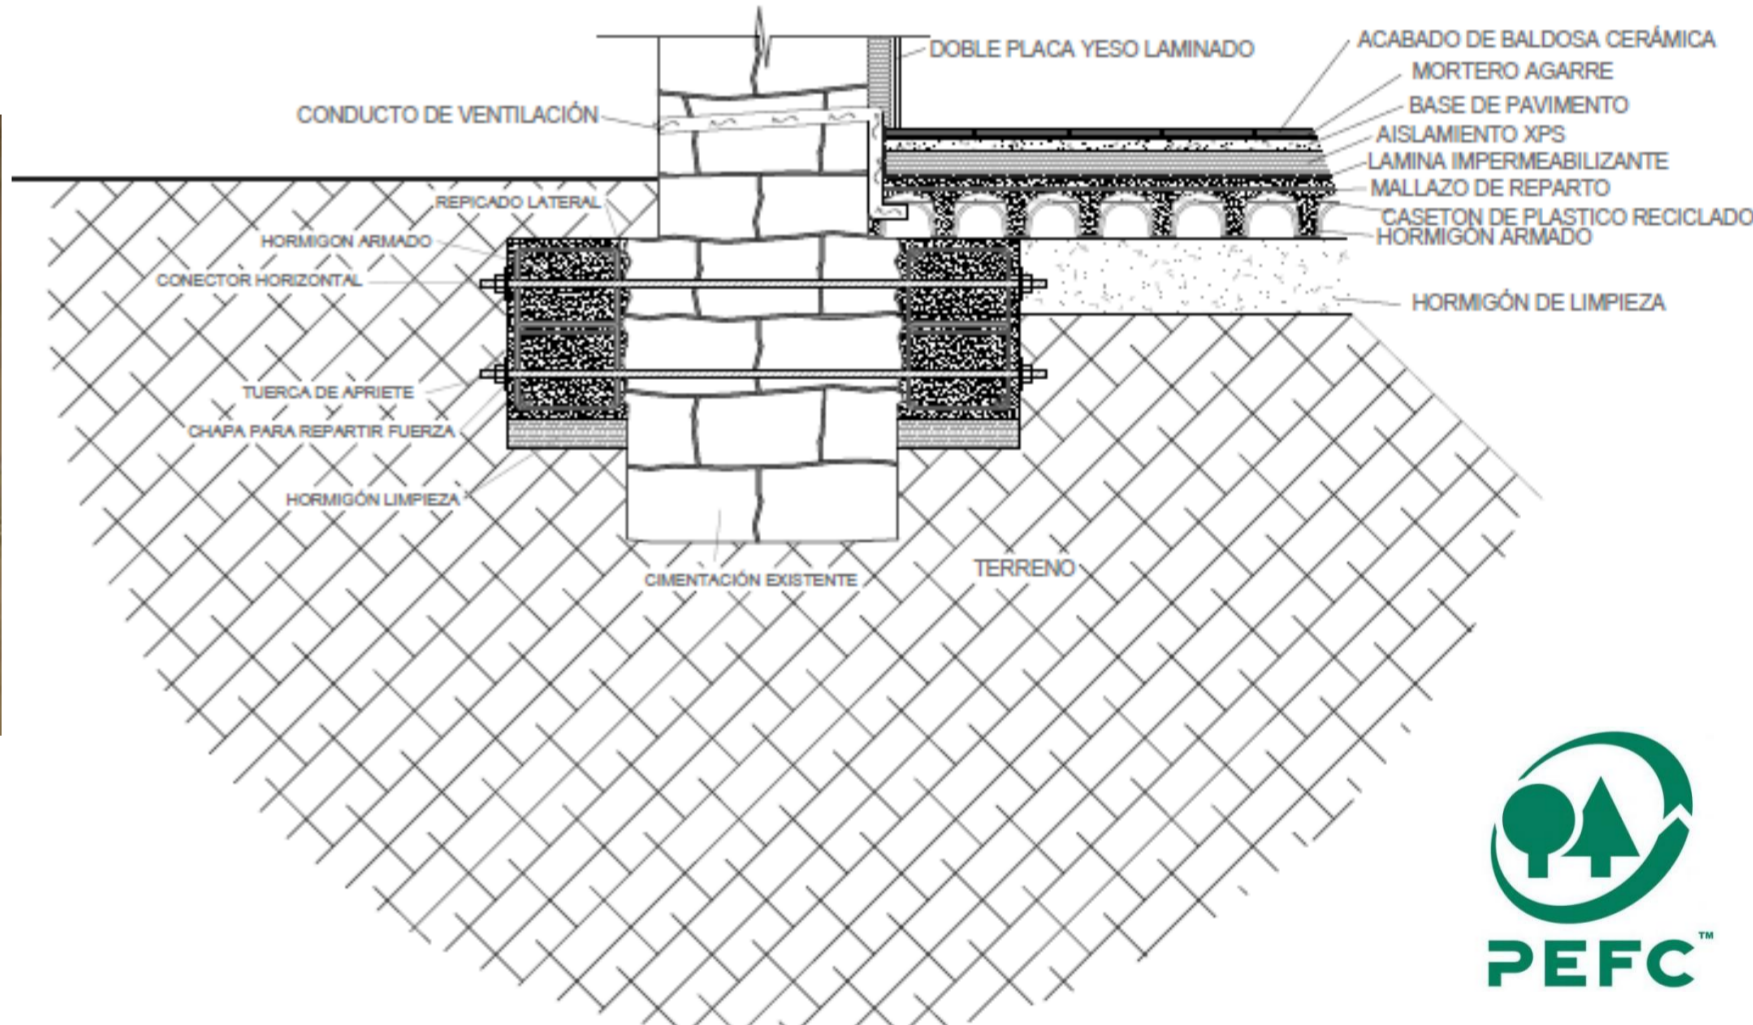 ACABADO DE BALDOSA CERÁMICA
DOBLE PLACA YESO LAMINADO
MORTERO AGARRE
BASE DE PAVIMENTO
CONDUCTO DE VENTILACIÓN
AISLAMIENTO XPS
LAMINA IMPERMEABILIZANTE
MALLAZO DE REPARTO
REPICADO LATERAL
CASETON DE PLASTICO RECICLADO
HORMIGÓN ARMADO
HORMIGON ARMADO
CONECTOR HORIZONTAL
HORMIGÓN DE LIMPIEZA
TUERCA DE APRIETE
CHAPA PARA REPARTIR FUERZA
HORMIGÓN LIMPIEZA
TERRENO
CIMENTACIÓN EXISTENTE
PEFC™